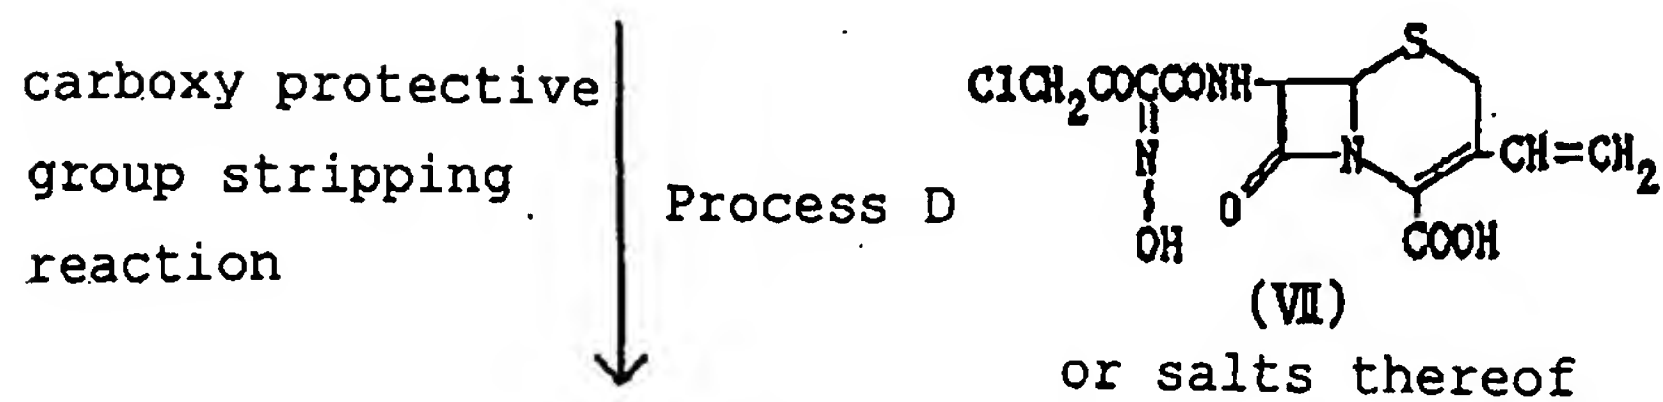 carboxy protective
group stripping
reaction
Process D
ClCH2COCCONH
N
OH
S
N
O
CH=CH2
COOH
(VII)
or salts thereof